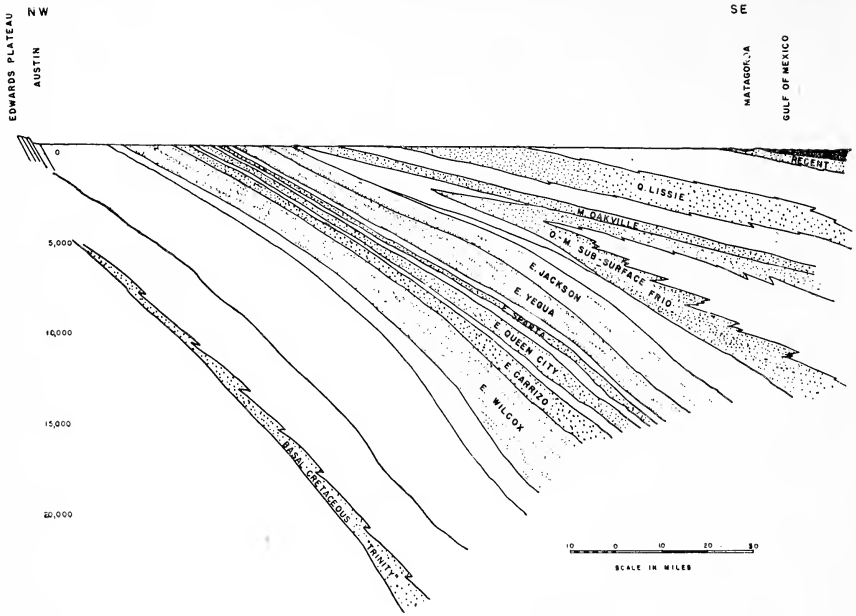 NW
SE
EDWARDS PLATEAU
AUSTIN
MATAGORDA
GULF OF MEXICO
0
RECENT
Q. LISSIE
M. OAKVILLE
O.-M. SUB-SURFACE FRIO
5,000
E. JACKSON
E. YEGUA
E. SPARTA
E. QUEEN CITY
E. CARRIZO
E. WILCOX
10,000
15,000
BASAL CRETACEOUS "TRINITY"
20,000
10 0 10 20 30
SCALE IN MILES